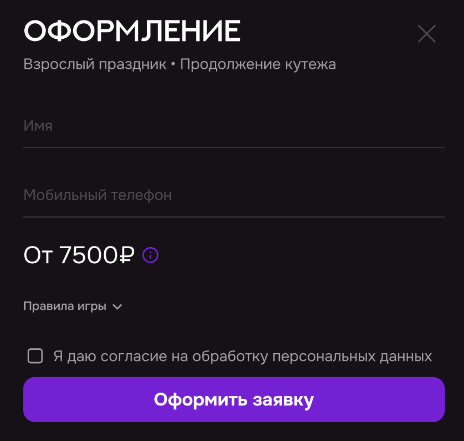 ОФОРМЛЕНИЕ
Взрослый праздник • Продолжение кутежа
Имя
Мобильный телефон
От 7500₽
Правила игры
Я даю согласие на обработку персональных данных
Оформить заявку